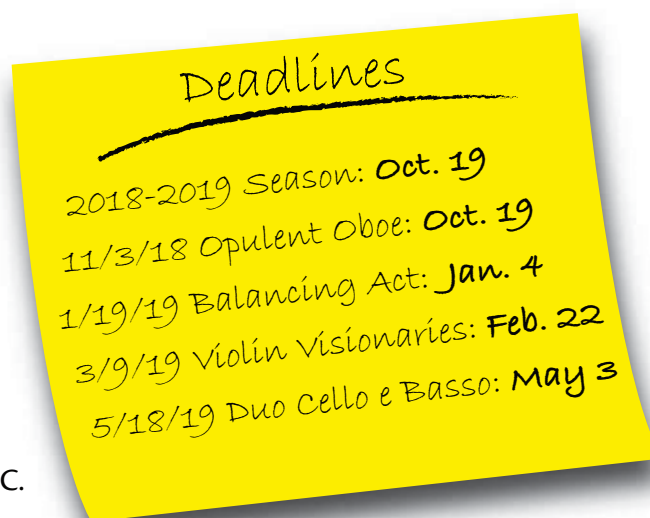 Deadlines
2018-2019 Season: Oct. 19
11/3/18 Opulent Oboe: Oct. 19
1/19/19 Balancing Act: Jan. 4
3/9/19 Violin Visionaries: Feb. 22
5/18/19 Duo Cello e Basso: May 3
C.